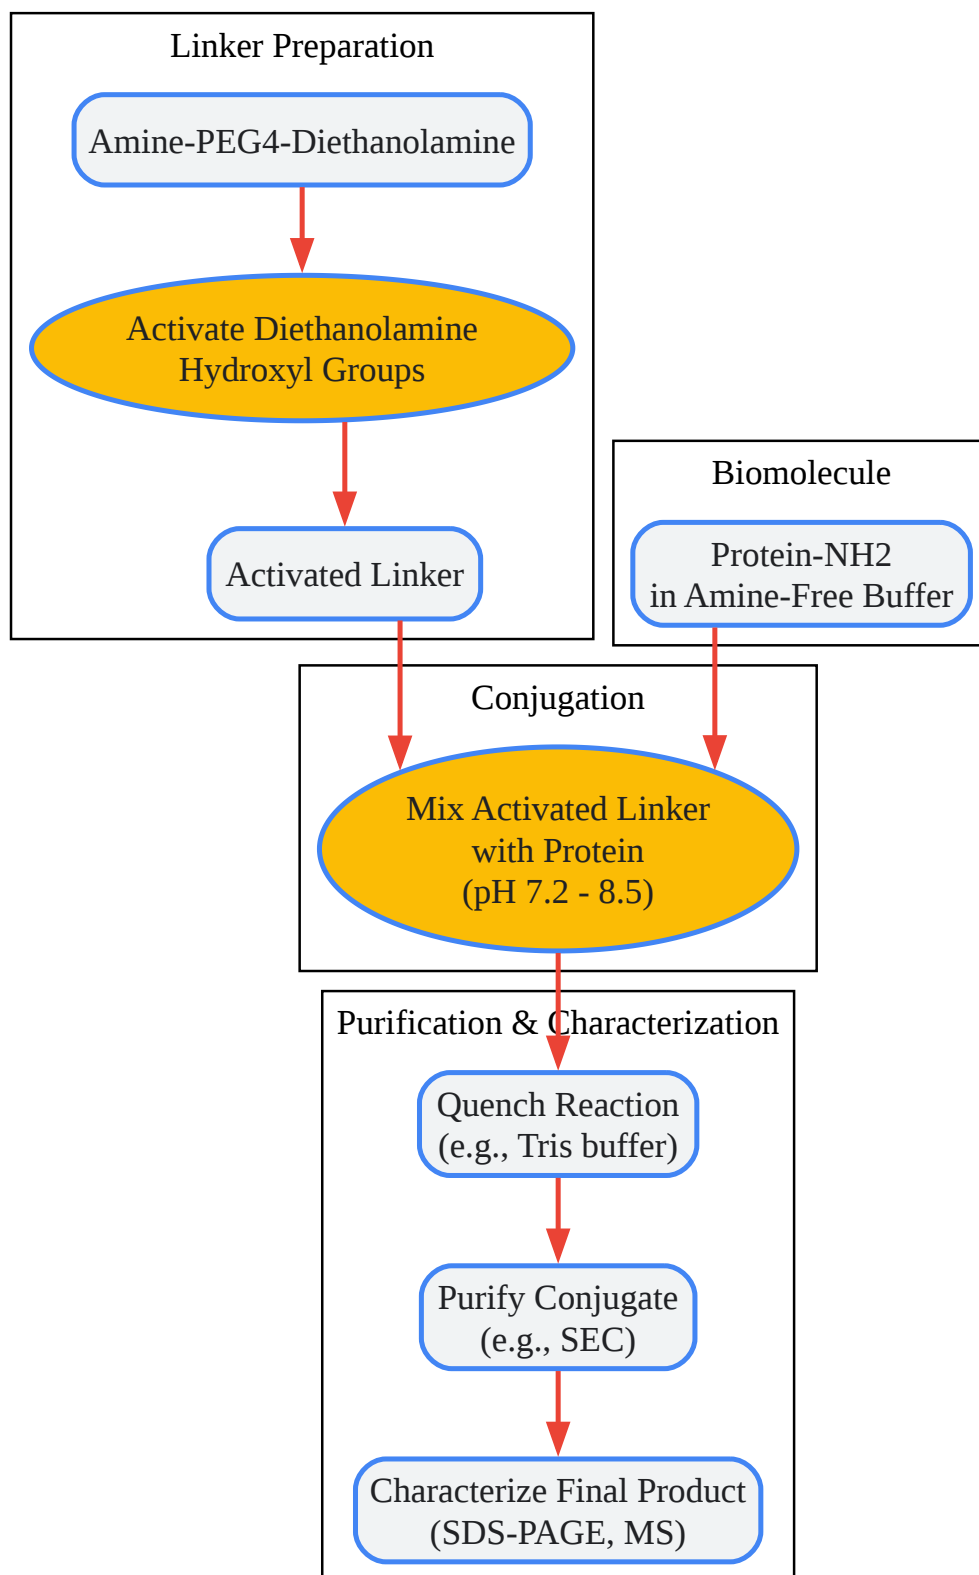 Linker Preparation
Amine-PEG4-Diethanolamine
Activate Diethanolamine
Hydroxyl Groups
Activated Linker
Biomolecule
Protein-NH2
in Amine-Free Buffer
Conjugation
Mix Activated Linker
with Protein
(pH 7.2 - 8.5)
Purification & Characterization
Quench Reaction
(e.g., Tris buffer)
Purify Conjugate
(e.g., SEC)
Characterize Final Product
(SDS-PAGE, MS)